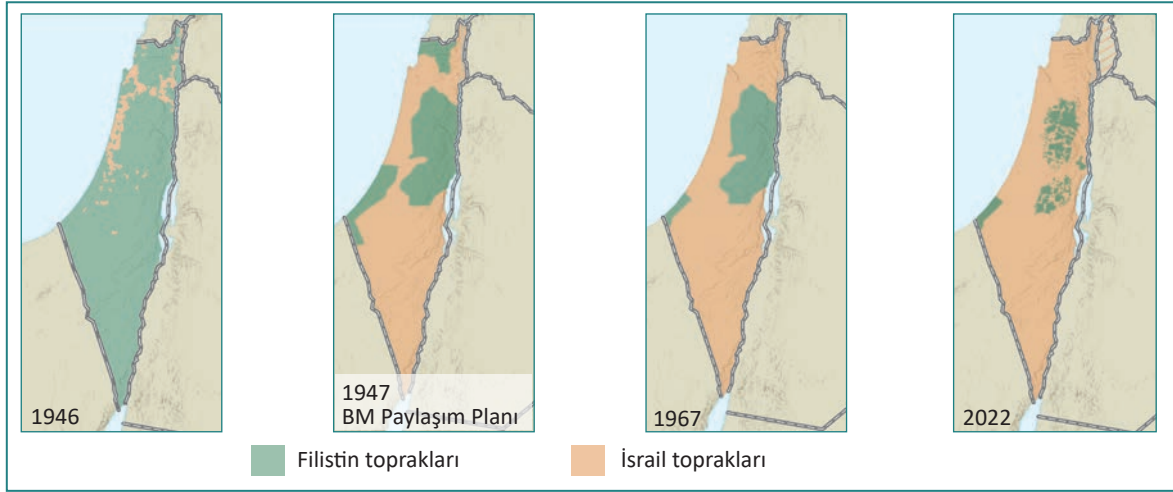 1946
1947
BM Paylaşım Planı
1967
2022
Filistin toprakları
İsrail toprakları